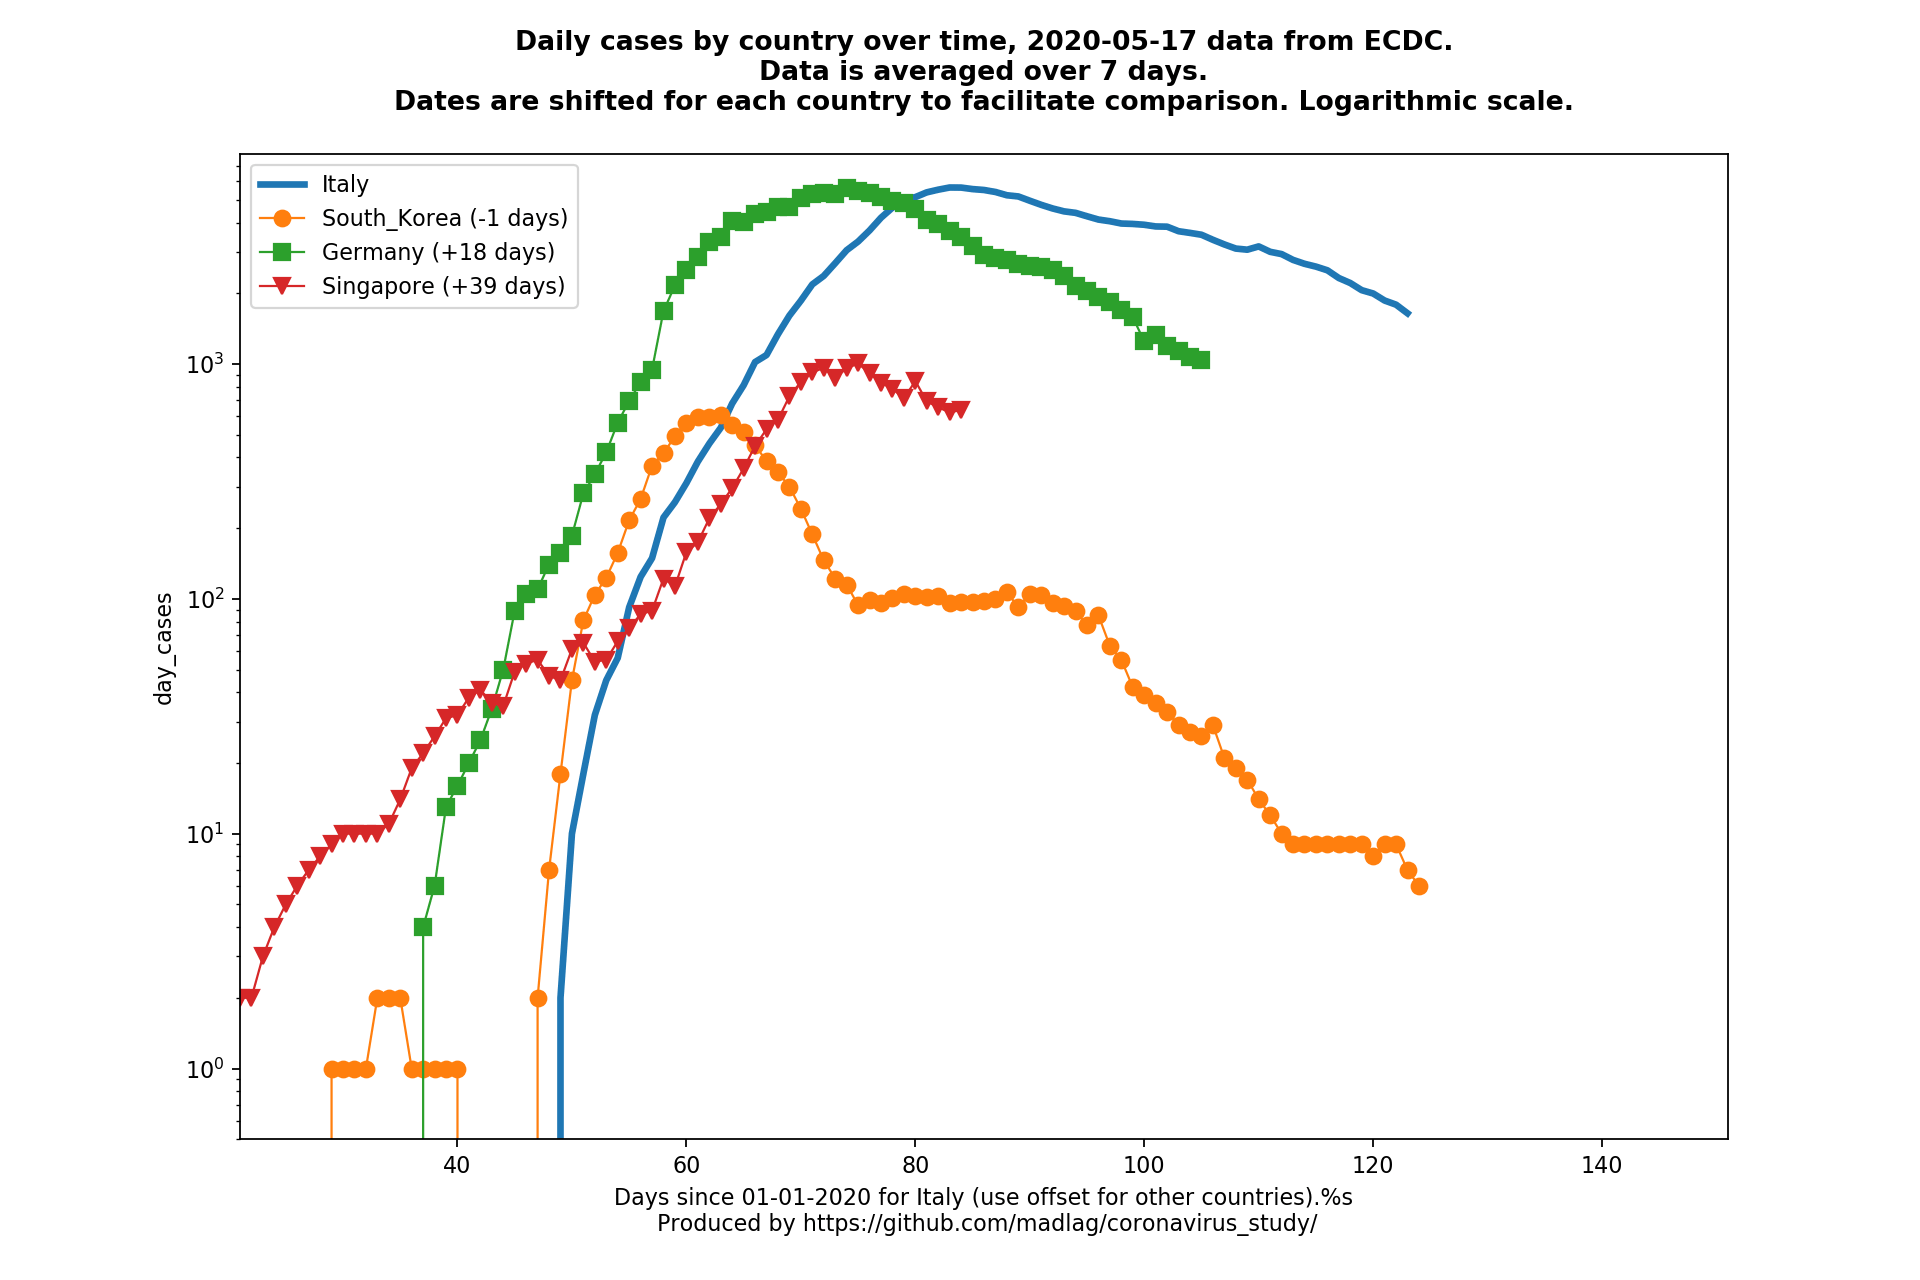 Daily cases by country over time, 2020-05-17 data from ECDC.
Data is averaged over 7 days.
Dates are shifted for each country to facilitate comparison. Logarithmic scale.
Italy
South_Korea (-1 days)
Germany (+18 days)
Singapore (+39 days)
10³
10²
10¹
10⁰
day_cases
40 60 80 100 120 140
Days since 01-01-2020 for Italy (use offset for other countries).%s
Produced by https://github.com/madlag/coronavirus_study/